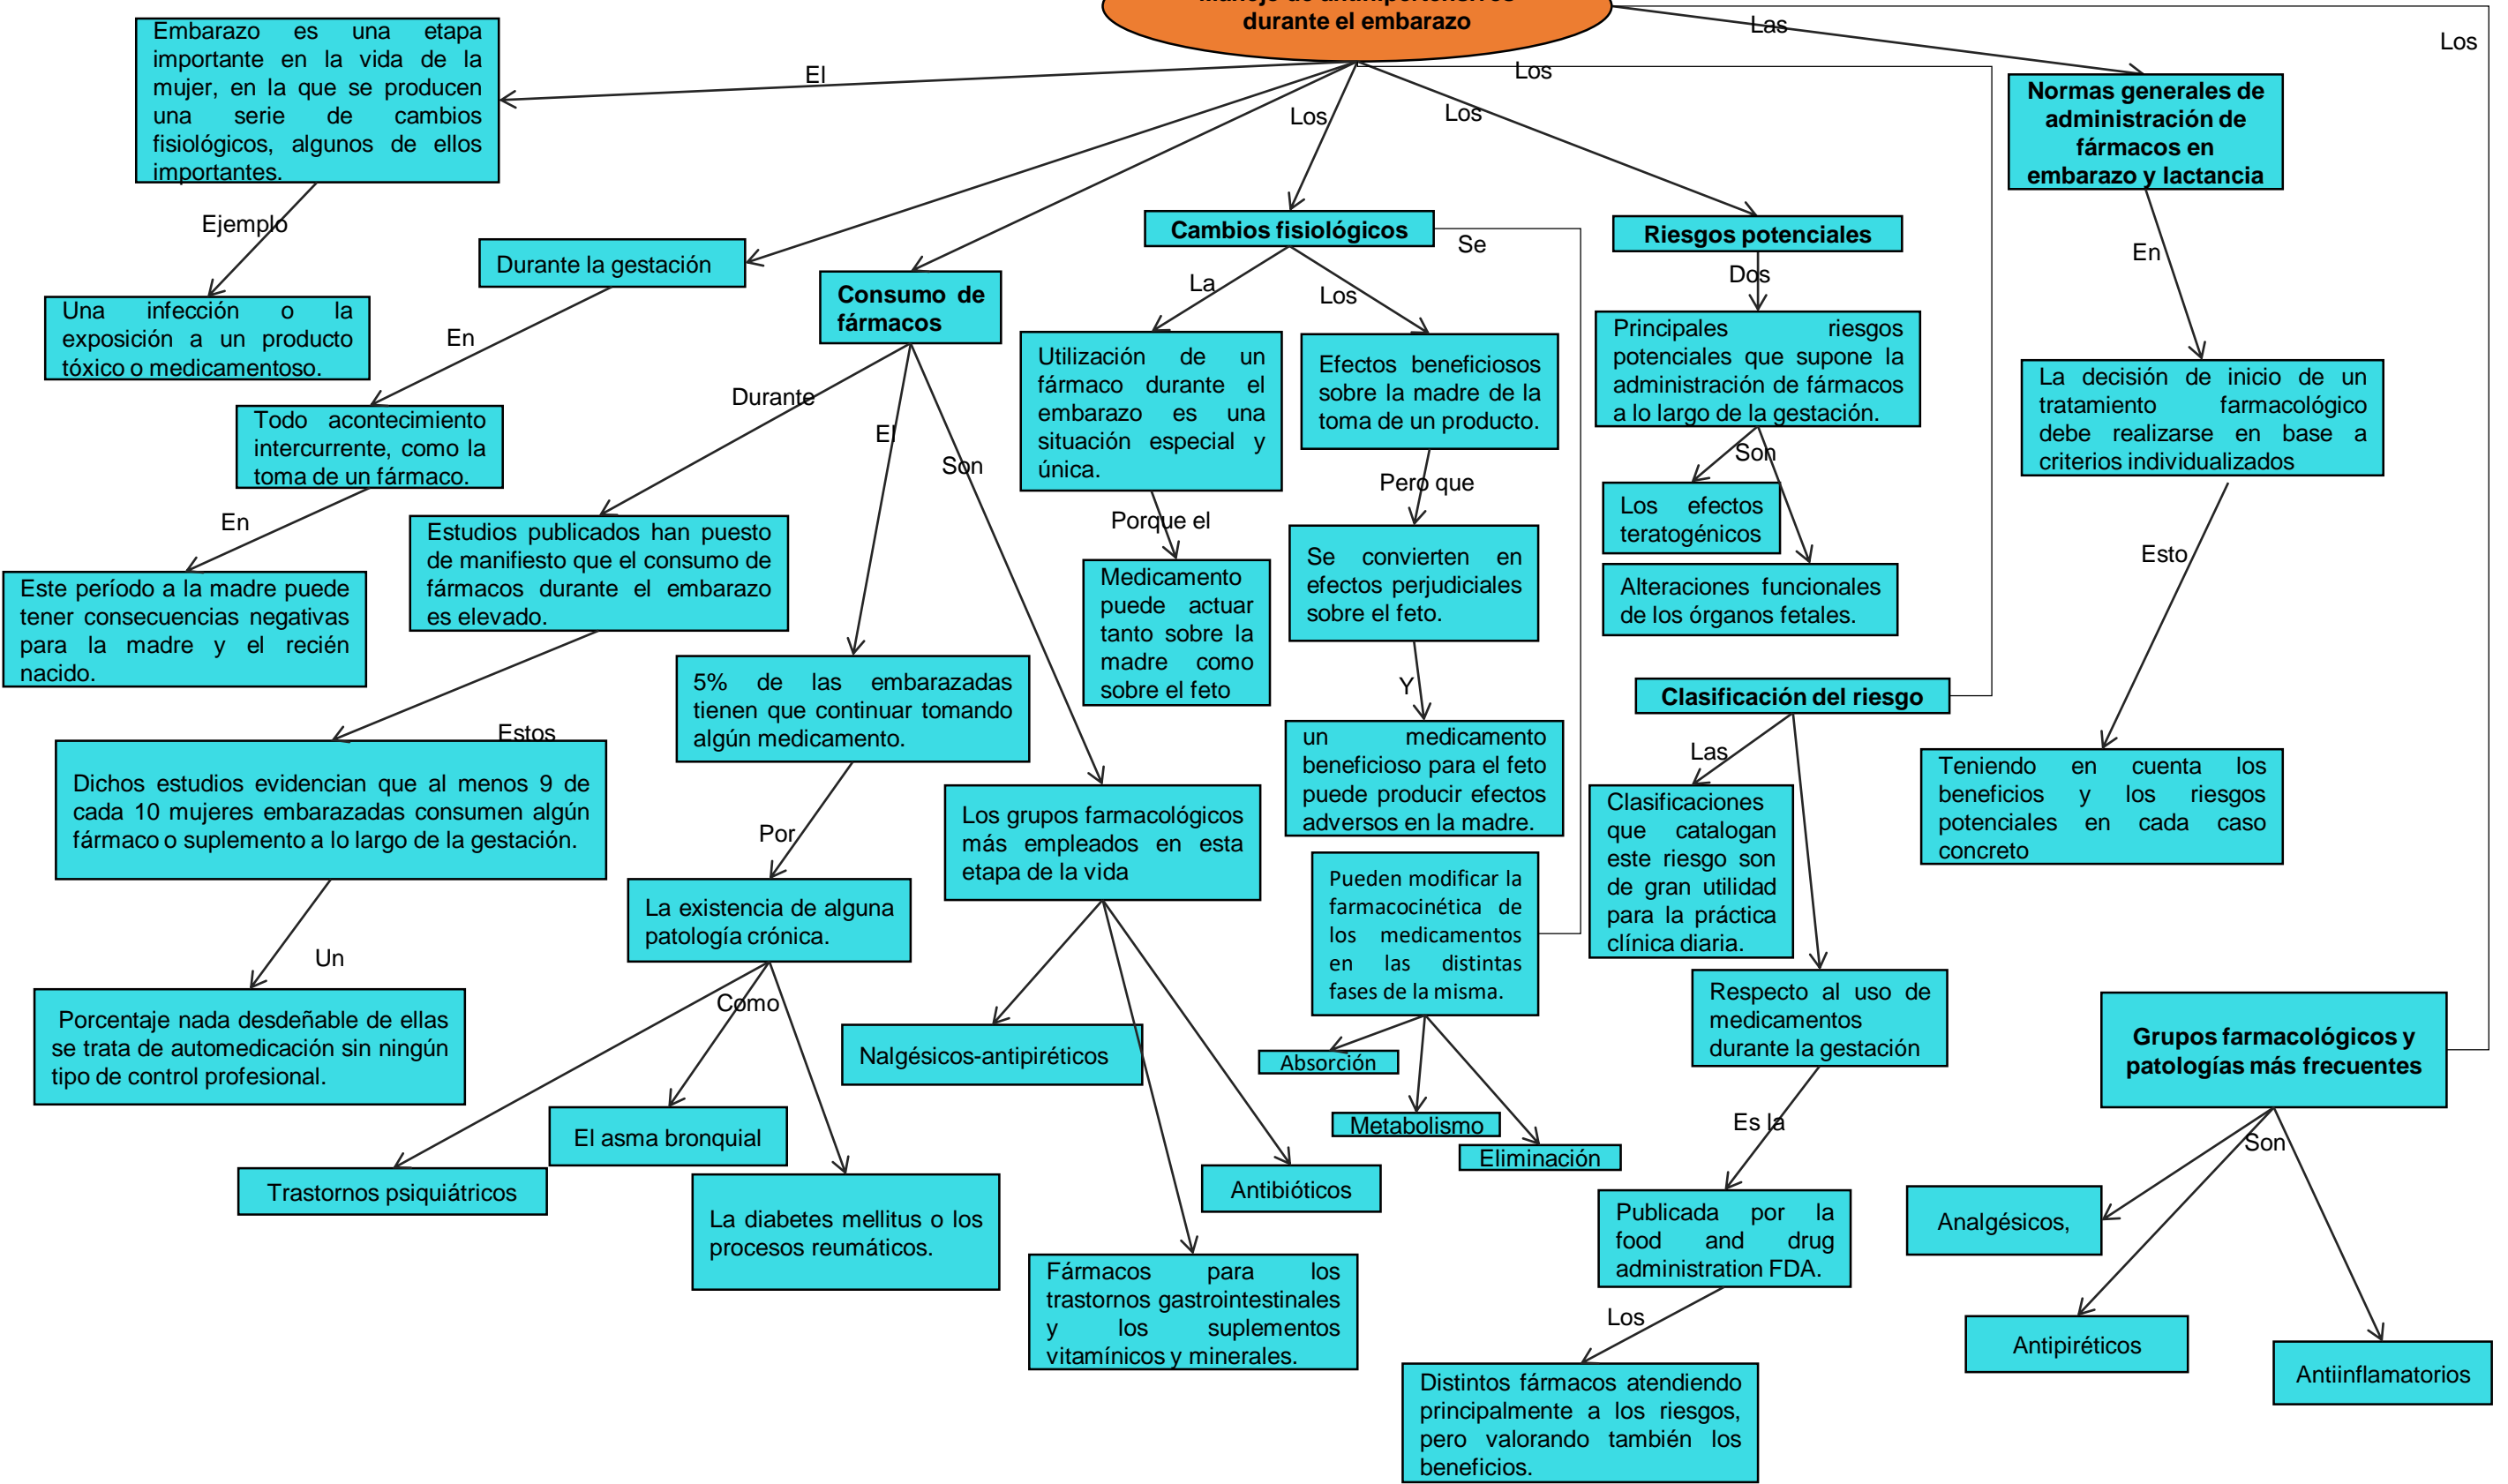 durante el embarazo
Las
Los
El
Los
Los
Los
Embarazo es una etapa
importante en la vida de la
mujer, en la que se producen
una serie de cambios
fisiológicos, algunos de ellos
importantes.
Ejemplo
Una infección o la
exposición a un producto
tóxico o medicamentoso.
Durante la gestación
En
Todo acontecimiento
intercurrente, como la
toma de un fármaco.
En
Este período a la madre puede
tener consecuencias negativas
para la madre y el recién
nacido.
Consumo de
fármacos
Durante
El
Son
Estudios publicados han puesto
de manifiesto que el consumo de
fármacos durante el embarazo
es elevado.
Estos
Dichos estudios evidencian que al menos 9 de
cada 10 mujeres embarazadas consumen algún
fármaco o suplemento a lo largo de la gestación.
Un
Porcentaje nada desdeñable de ellas
se trata de automedicación sin ningún
tipo de control profesional.
5% de las embarazadas
tienen que continuar tomando
algún medicamento.
Por
La existencia de alguna
patología crónica.
Como
Trastornos psiquiátricos
El asma bronquial
La diabetes mellitus o los
procesos reumáticos.
Los grupos farmacológicos
más empleados en esta
etapa de la vida
Nalgésicos-antipiréticos
Fármacos para los
trastornos gastrointestinales
y los suplementos
vitamínicos y minerales.
Antibióticos
Cambios fisiológicos
Se
La
Los
Utilización de un
fármaco durante el
embarazo es una
situación especial y
única.
Porque el
Medicamento
puede actuar
tanto sobre la
madre como
sobre el feto
Efectos beneficiosos
sobre la madre de la
toma de un producto.
Pero que
Se convierten en
efectos perjudiciales
sobre el feto.
Y
un medicamento
beneficioso para el feto
puede producir efectos
adversos en la madre.
Pueden modificar la
farmacocinética de
los medicamentos
en las distintas
fases de la misma.
Absorción
Metabolismo
Eliminación
Riesgos potenciales
Dos
Principales riesgos
potenciales que supone la
administración de fármacos
a lo largo de la gestación.
Son
Los efectos
teratogénicos
Alteraciones funcionales
de los órganos fetales.
Clasificación del riesgo
Las
Clasificaciones
que catalogan
este riesgo son
de gran utilidad
para la práctica
clínica diaria.
Respecto al uso de
medicamentos
durante la gestación
Es la
Publicada por la
food and drug
administration FDA.
Los
Distintos fármacos atendiendo
principalmente a los riesgos,
pero valorando también los
beneficios.
Normas generales de
administración de
fármacos en
embarazo y lactancia
En
La decisión de inicio de un
tratamiento farmacológico
debe realizarse en base a
criterios individualizados
Esto
Teniendo en cuenta los
beneficios y los riesgos
potenciales en cada caso
concreto
Grupos farmacológicos y
patologías más frecuentes
Son
Analgésicos,
Antipiréticos
Antiinflamatorios